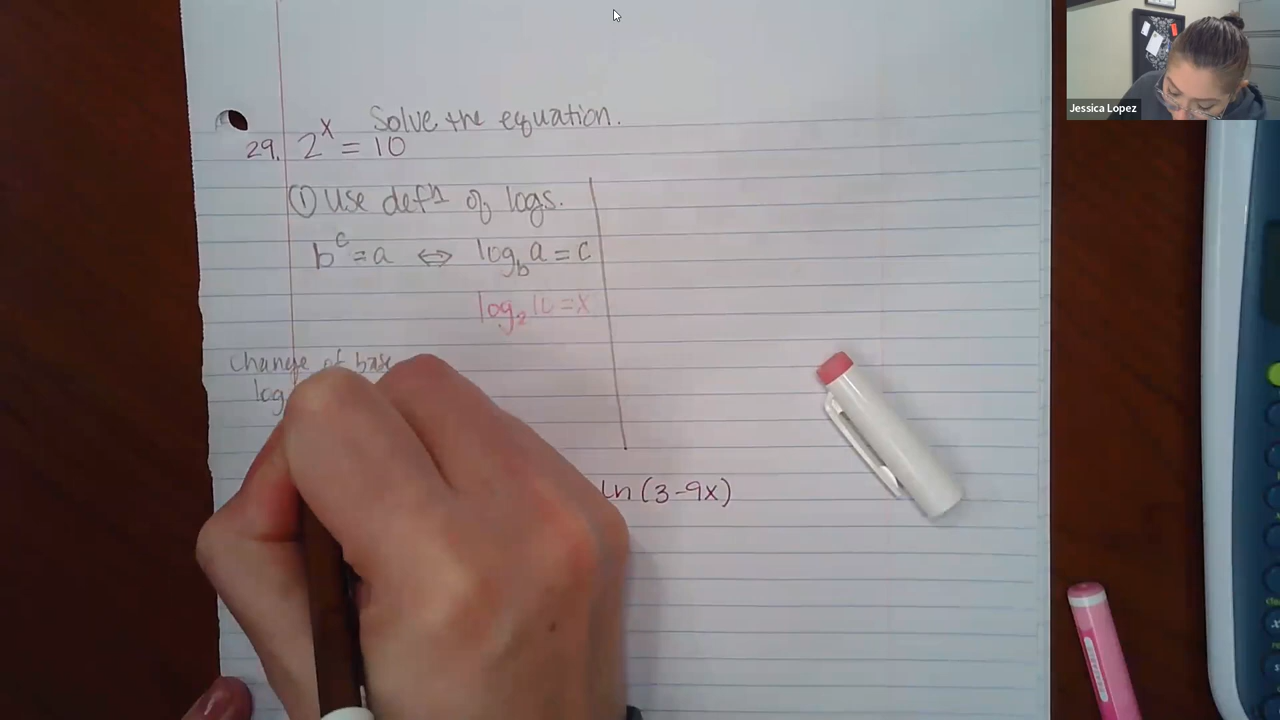 Solve the equation.
29. 2^x = 10
① Use def'n of logs.
b^c = a ⇔ log_b a = c
log_2 10 = x
Change of base
log
ln (3-9x)
Jessica Lopez